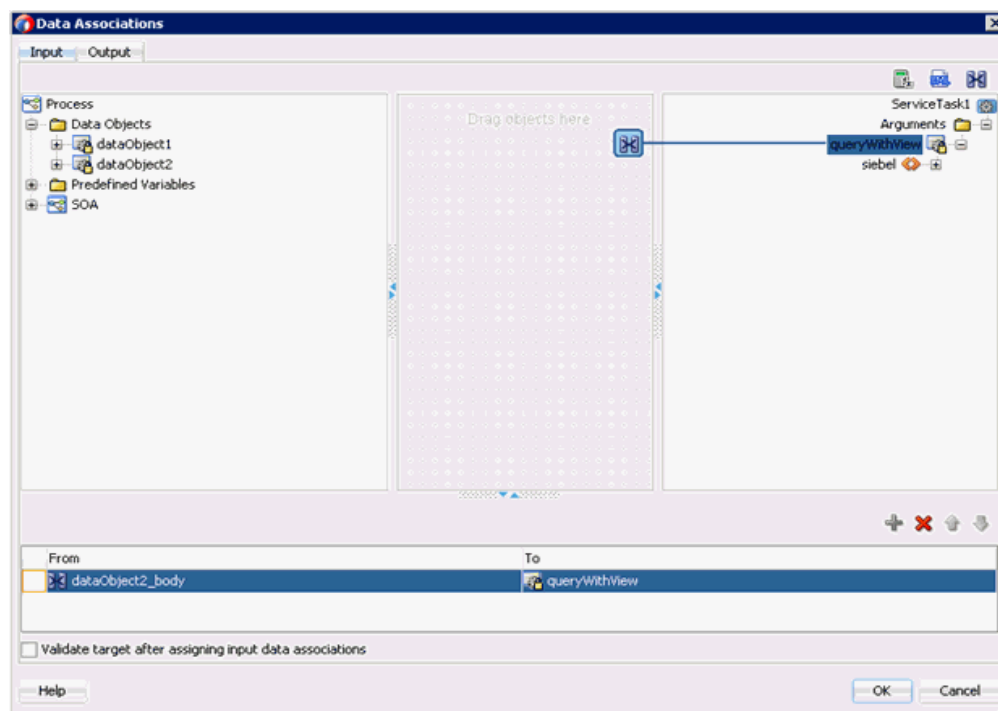 Data Associations
Input Output
Process
Data Objects
dataObject1
dataObject2
Predefined Variables
SOA
Drag objects here
ServiceTask1
Arguments
queryWithView
siebel
From To
dataObject2_body queryWithView
Validate target after assigning input data associations
Help OK Cancel